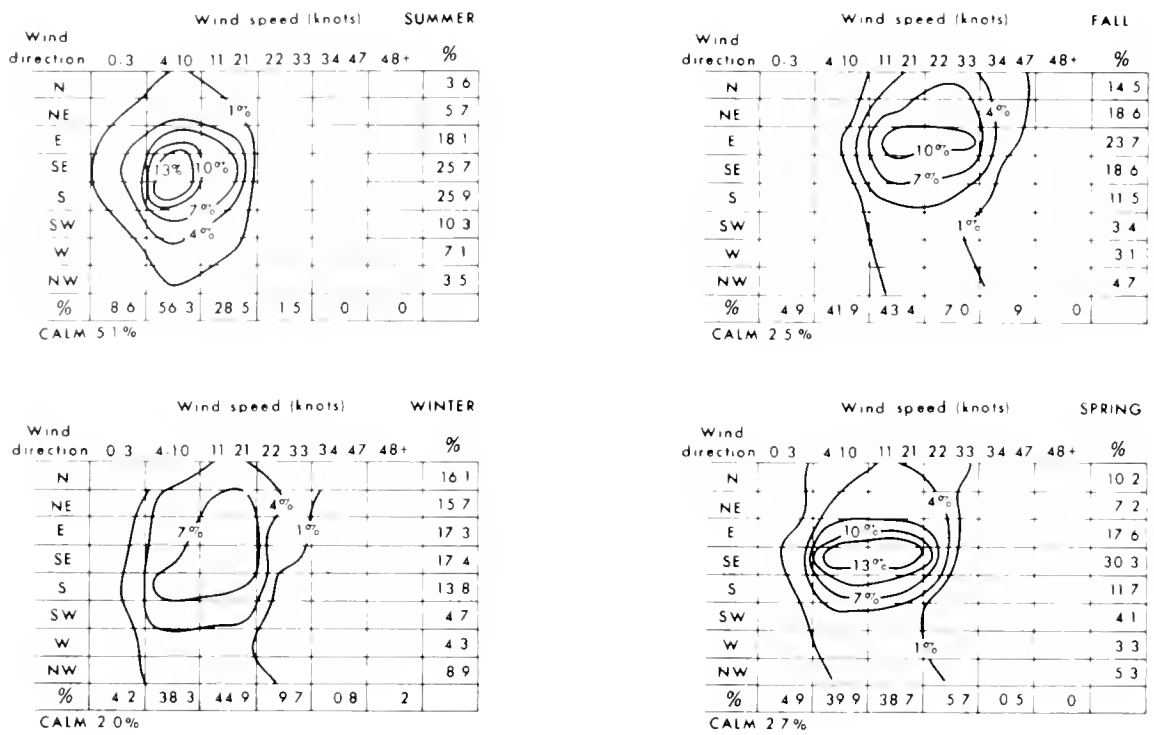 Wind speed (knots) SUMMER
Wind
direction 0-3 4 10 11 21 22 33 34 47 48+ %
N 3 6
NE 1% 5 7
E 18 1
SE 13% 10% 25 7
S 7% 25 9
SW 4% 10 3
W 7 1
NW 3 5
% 8 6 56 3 28 5 1 5 0 0
CALM 5 1%
Wind speed (knots) FALL
Wind
direction 0-3 4 10 11 21 22 33 34 47 48+ %
N 14 5
NE 4% 18 6
E 10% 23 7
SE 7% 18 6
S 11 5
SW 1% 3 4
W 3 1
NW 4 7
% 4 9 41 9 43 4 7 0 9 0
CALM 2 5%
Wind speed (knots) WINTER
Wind
direction 0 3 4-10 11 21 22 33 34 47 48+ %
N 16 1
NE 4% 15 7
E 7% 1% 17 3
SE 17 4
S 13 8
SW 4 7
W 4 3
NW 8 9
% 4 2 38 3 44 9 9 7 0 8 2
CALM 2 0%
Wind speed (knots) SPRING
Wind
direction 0 3 4 10 11 21 22 33 34 47 48+ %
N 10 2
NE 4% 7 2
E 10% 17 6
SE 13% 30 3
S 7% 11 7
SW 4 1
W 1% 3 3
NW 5 3
% 4 9 39 9 38 7 5 7 0 5 0
CALM 2 7%